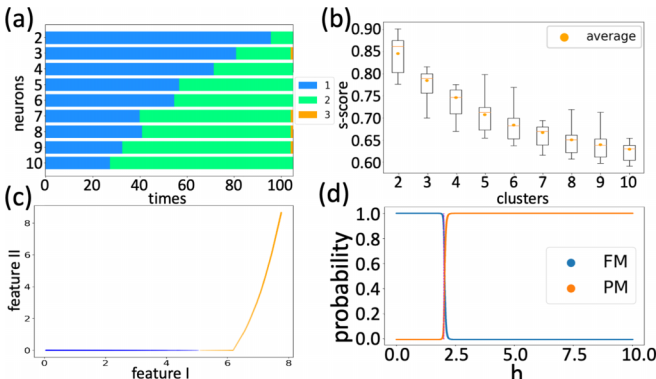 (a)
2
3
4
5
6
7
8
9
10
neurons
0 20 40 60 80 100
times
1
2
3
(b)
0.90
0.85
0.80
0.75
0.70
0.65
0.60
s-score
average
2 3 4 5 6 7 8 9 10
clusters
(c)
8
6
4
2
0
feature II
0 2 4 6 8
feature I
(d)
1.0
0.8
0.6
0.4
0.2
0.0
probability
FM
PM
0.0 2.5 5.0 7.5 10.0
h